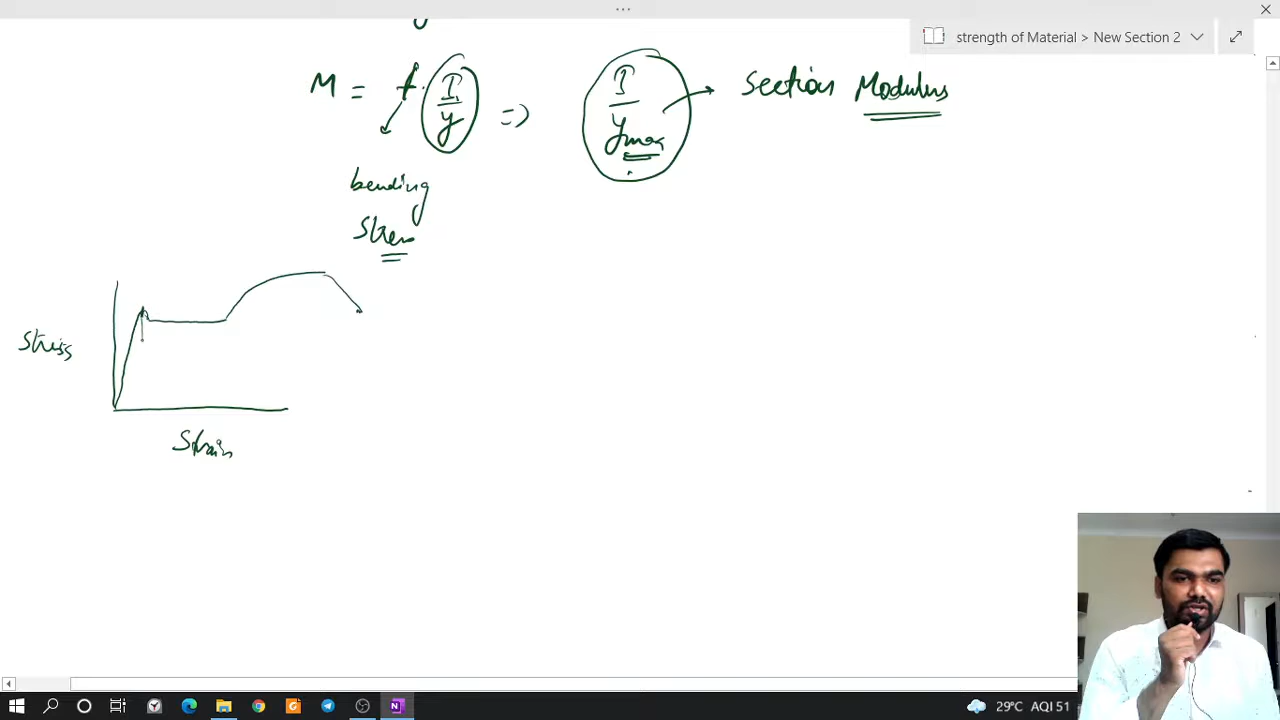 strength of Material > New Section 2
M = f. I/y => I/ymax → Section Modulus
bending
Stress
Stress
Strain
29°C AQI 51